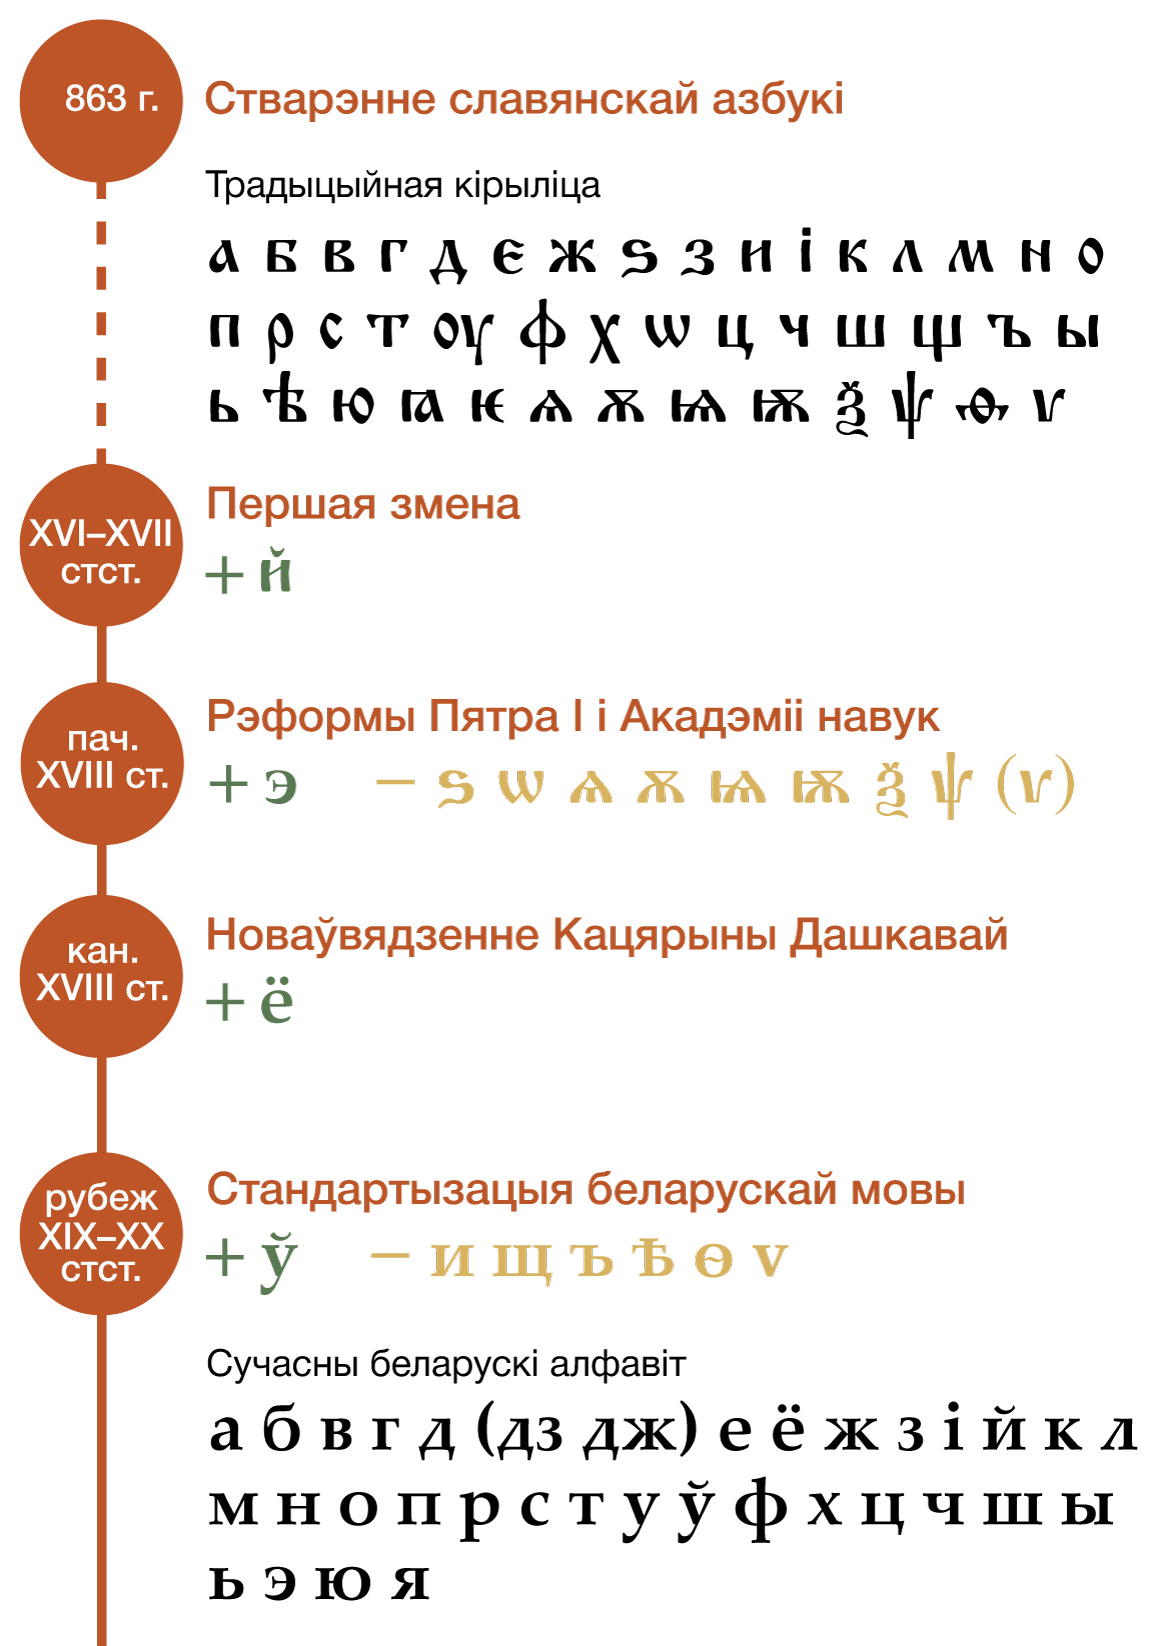 863 г.
Стварэнне славянскай азбукі
Традыцыйная кірыліца
а б в г д є ж ѕ з и і к л м н о
п р с т оу ф х ѡ ц ч ш щ ъ ы
ь ѣ ю ꙗ ѥ ѧ ѫ ѩ ѭ ѯ ѱ ѳ ѵ
XVI–XVII
стст.
Першая змена
+ й
пач.
XVIII ст.
Рэформы Пятра I і Акадэміі навук
+ э – ѕ ѡ ѧ ѫ ѩ ѭ ѯ ѱ (ѵ)
кан.
XVIII ст.
Новаўвядзенне Кацярыны Дашкавай
+ ё
рубеж
XIX–XX
стст.
Стандартызацыя беларускай мовы
+ ў – и щ ъ ѣ ѳ ѵ
Сучасны беларускі алфавіт
а б в г д (дз дж) е ё ж з і й к л
м н о п р с т у ў ф х ц ч ш ы
ь э ю я